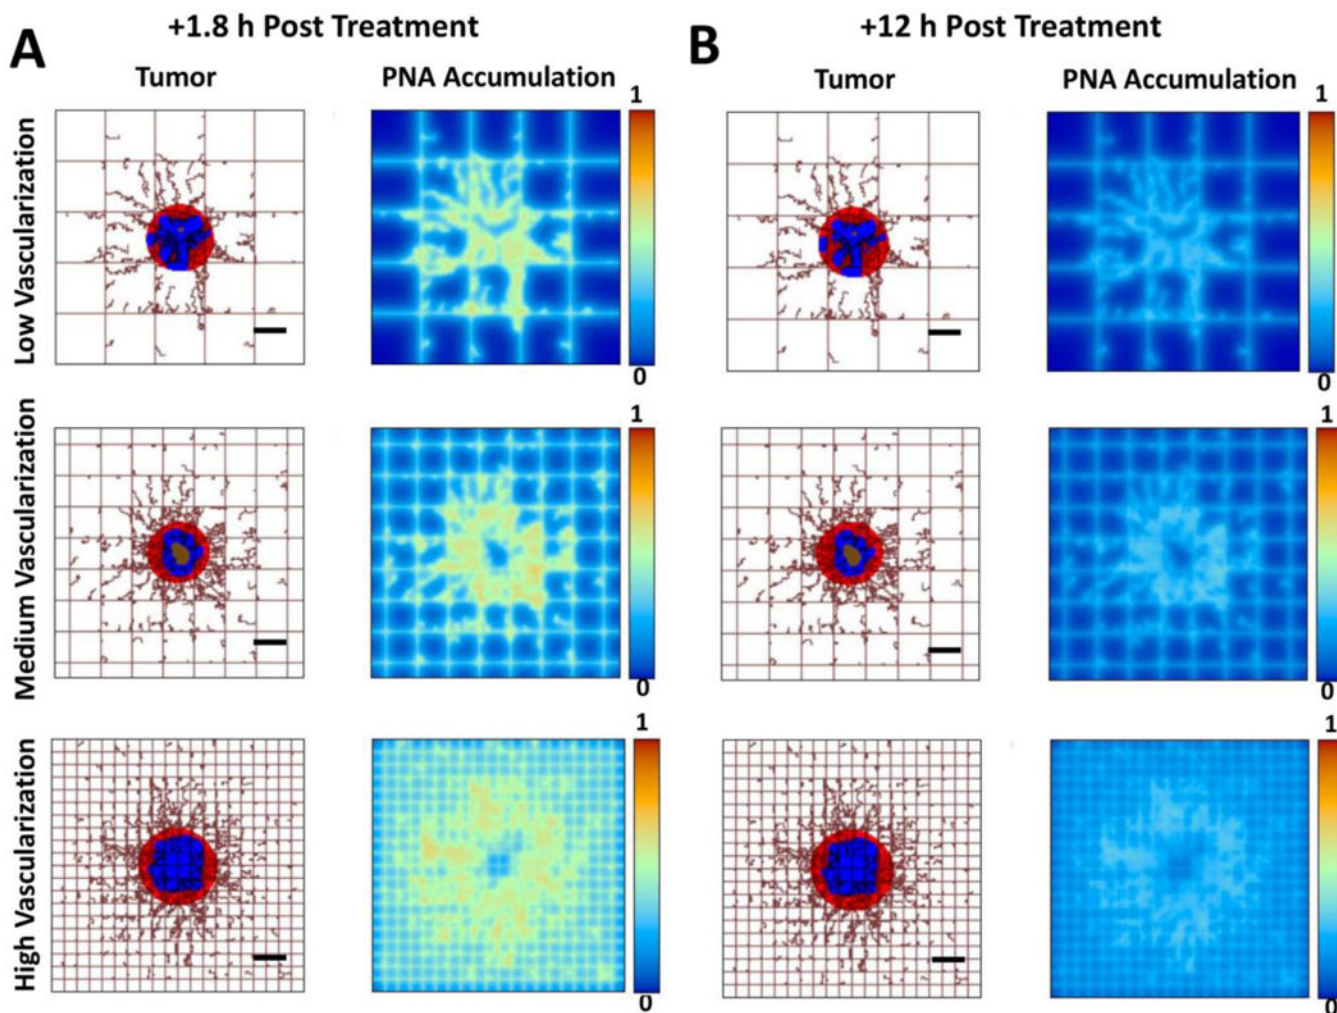 A
+1.8 h Post Treatment
B
+12 h Post Treatment
Tumor
PNA Accumulation
Tumor
PNA Accumulation
Low Vascularization
1
0
1
0
Medium Vascularization
1
0
1
0
High Vascularization
1
0
1
0